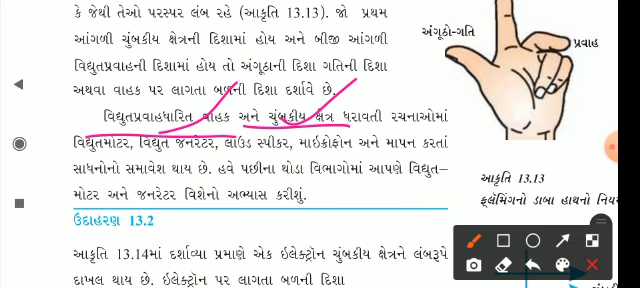 કે જેથી તેઓ પરસ્પર લંબ રહે (આકૃતિ 13.13). જો પ્રથમ
આંગળી ચુંબકીય ક્ષેત્રની દિશામાં હોય અને બીજી આંગળી
વિદ્યુતપ્રવાહની દિશામાં હોય તો અંગૂઠાની દિશા ગતિની દિશા
અથવા વાહક પર લાગતા બળની દિશા દર્શાવે છે.
વિદ્યુતપ્રવાહધારિત વાહક અને ચુંબકીય ક્ષેત્ર ધરાવતી રચનાઓમાં
વિદ્યુતમોટર, વિદ્યુત જનરેટર, લાઉડ સ્પીકર, માઇક્રોફોન અને માપન કરતાં
સાધનોનો સમાવેશ થાય છે. હવે પછીના થોડા વિભાગોમાં આપણે વિદ્યુત–
મોટર અને જનરેટર વિશેનો અભ્યાસ કરીશું.
ઉદાહરણ 13.2
આકૃતિ 13.14માં દર્શાવ્યા પ્રમાણે એક ઇલેક્ટ્રૉન ચુંબકીય ક્ષેત્રને લંબરૂપે
દાખલ થાય છે. ઇલેક્ટ્રૉન પર લાગતા બળની દિશા
અંગૂઠો-ગતિ
પ્રવાહ
આકૃતિ 13.13
ફ્લૅમિંગનો ડાબા હાથનો